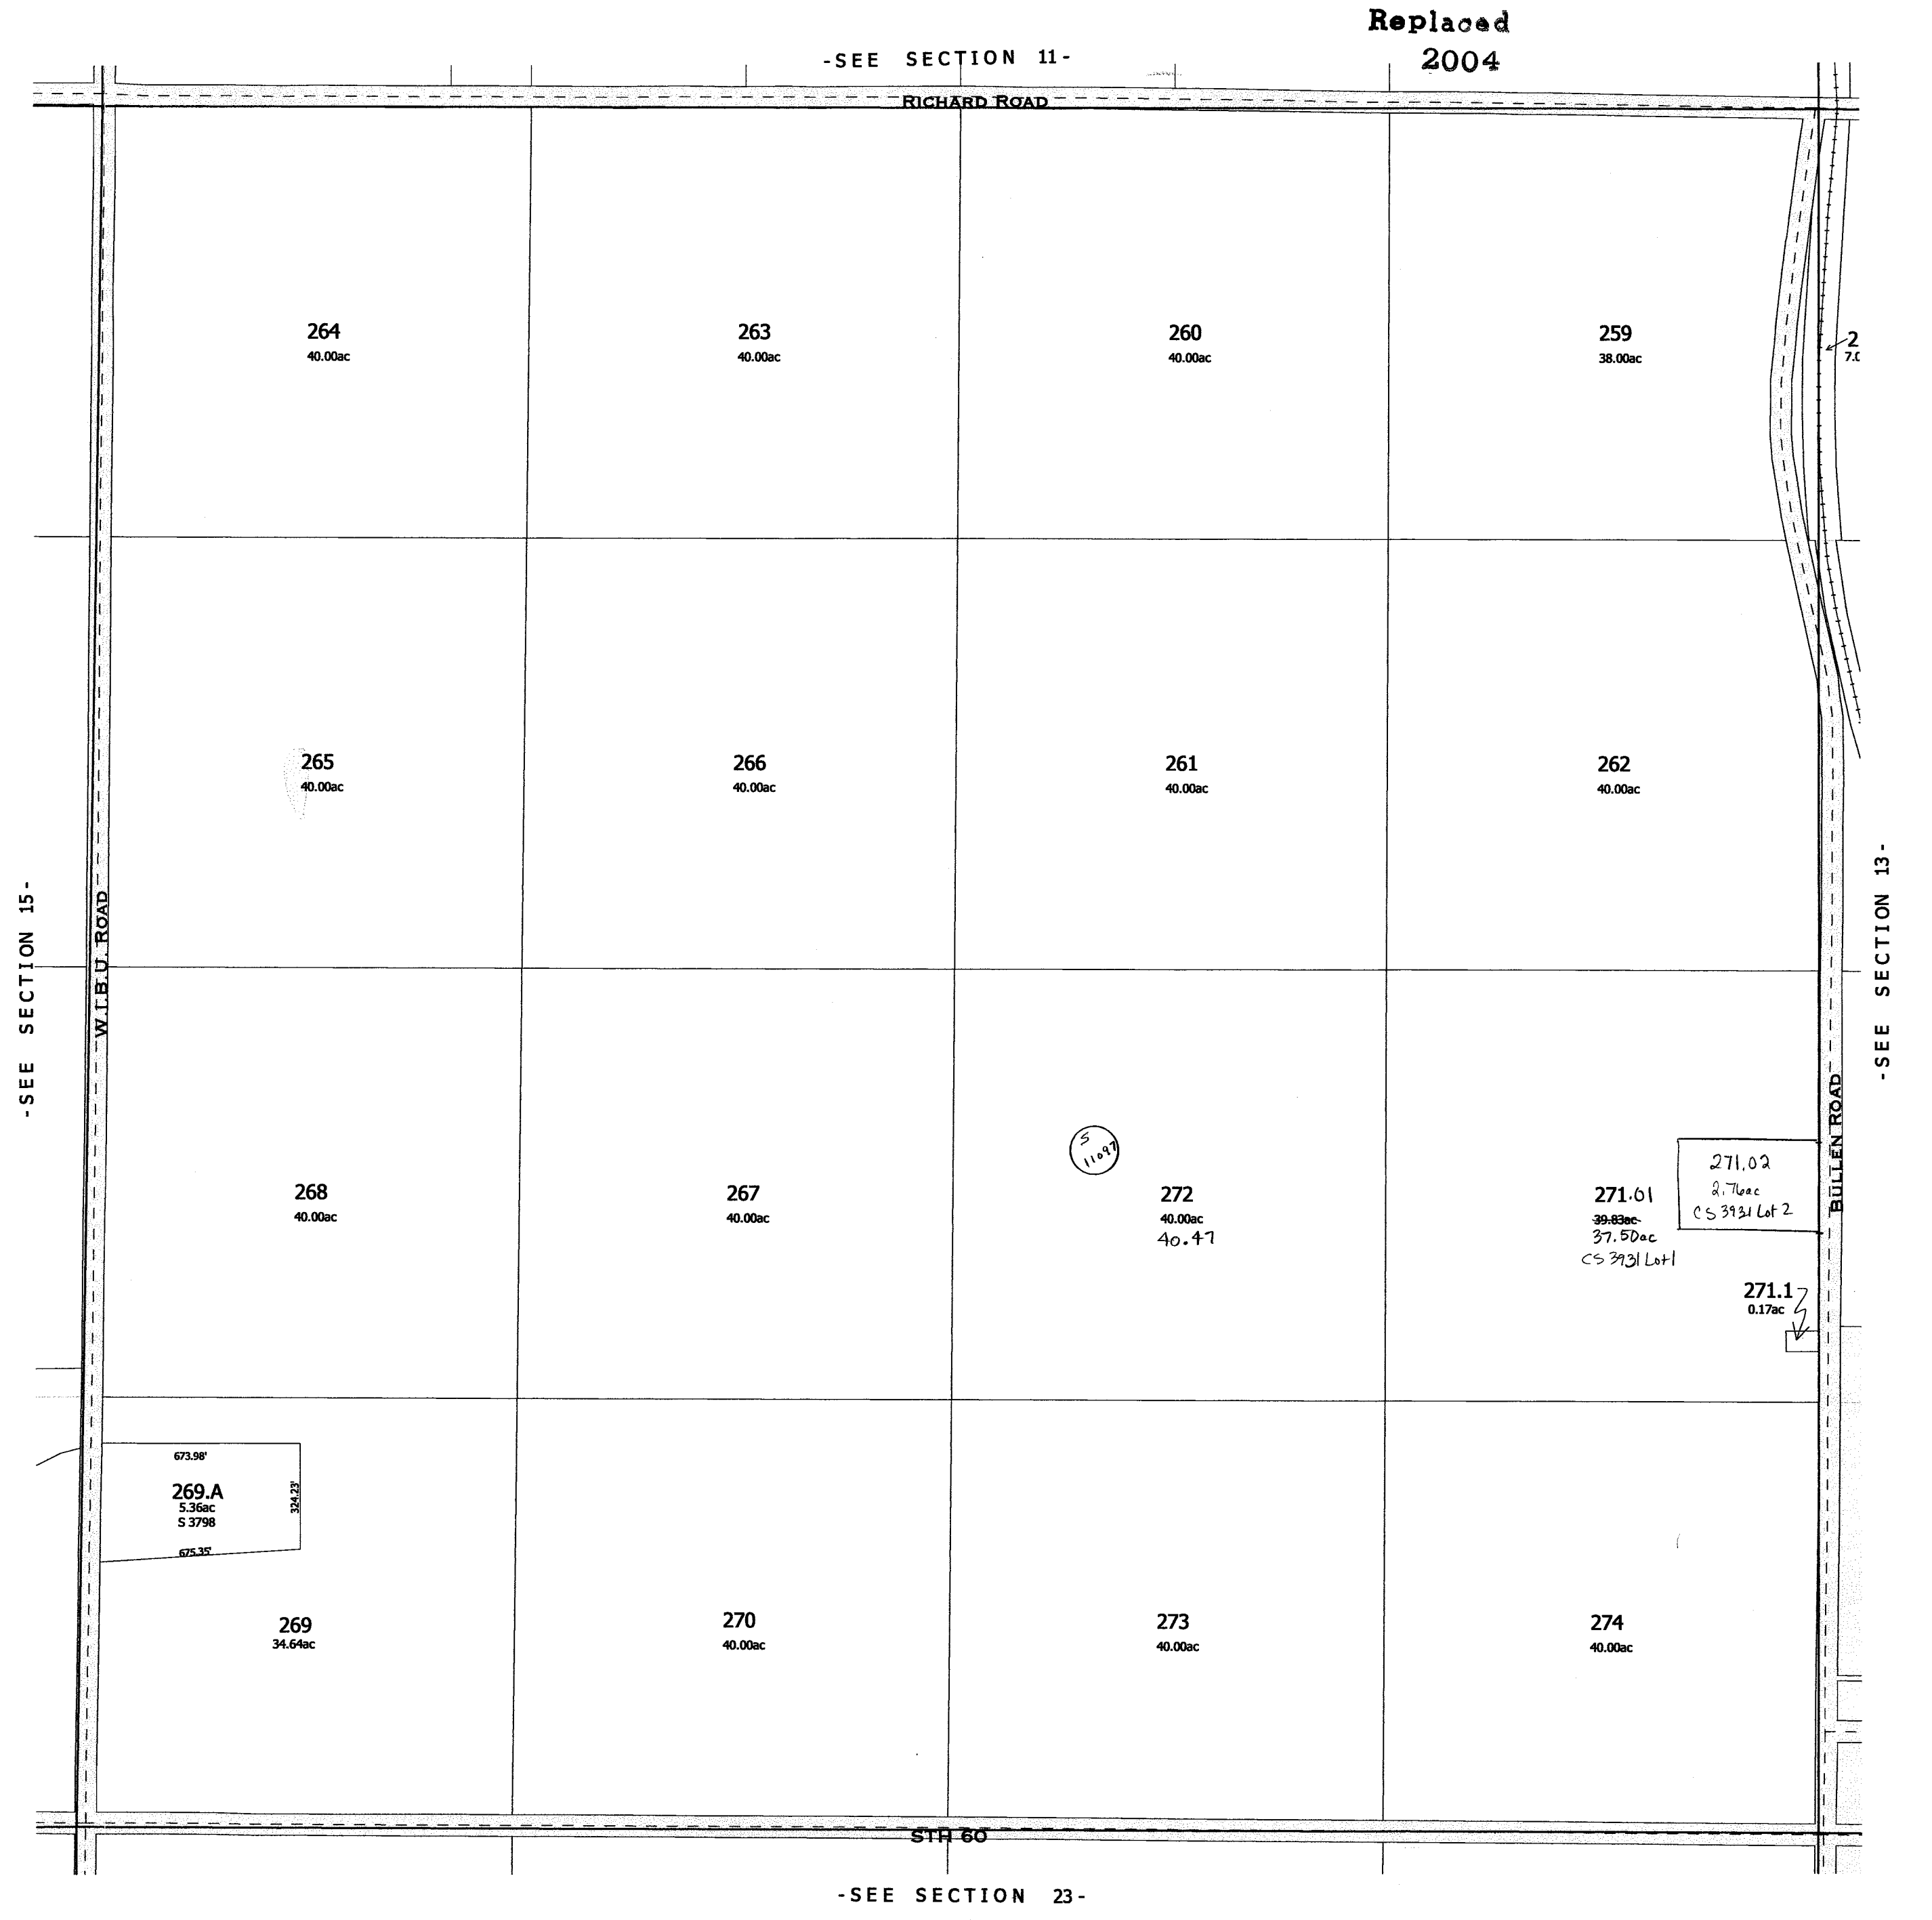 Replaced
2004
-SEE SECTION 11-
RICHARD ROAD
264
40.00ac
263
40.00ac
260
40.00ac
259
38.00ac
265
40.00ac
266
40.00ac
261
40.00ac
262
40.00ac
-SEE SECTION 15-
W.I.B.U. ROAD
-SEE SECTION 13-
BULLEN ROAD
268
40.00ac
267
40.00ac
S
11097
272
40.00ac
40.47
271.01
39.83ac
37.50ac
CS 3931 Lot 1
271.02
2.76ac
CS 3931 Lot 2
271.1
0.17ac
673.98'
269.A
5.36ac
S 3798
324.23'
675.35'
269
34.64ac
270
40.00ac
273
40.00ac
274
40.00ac
STH 60
-SEE SECTION 23-